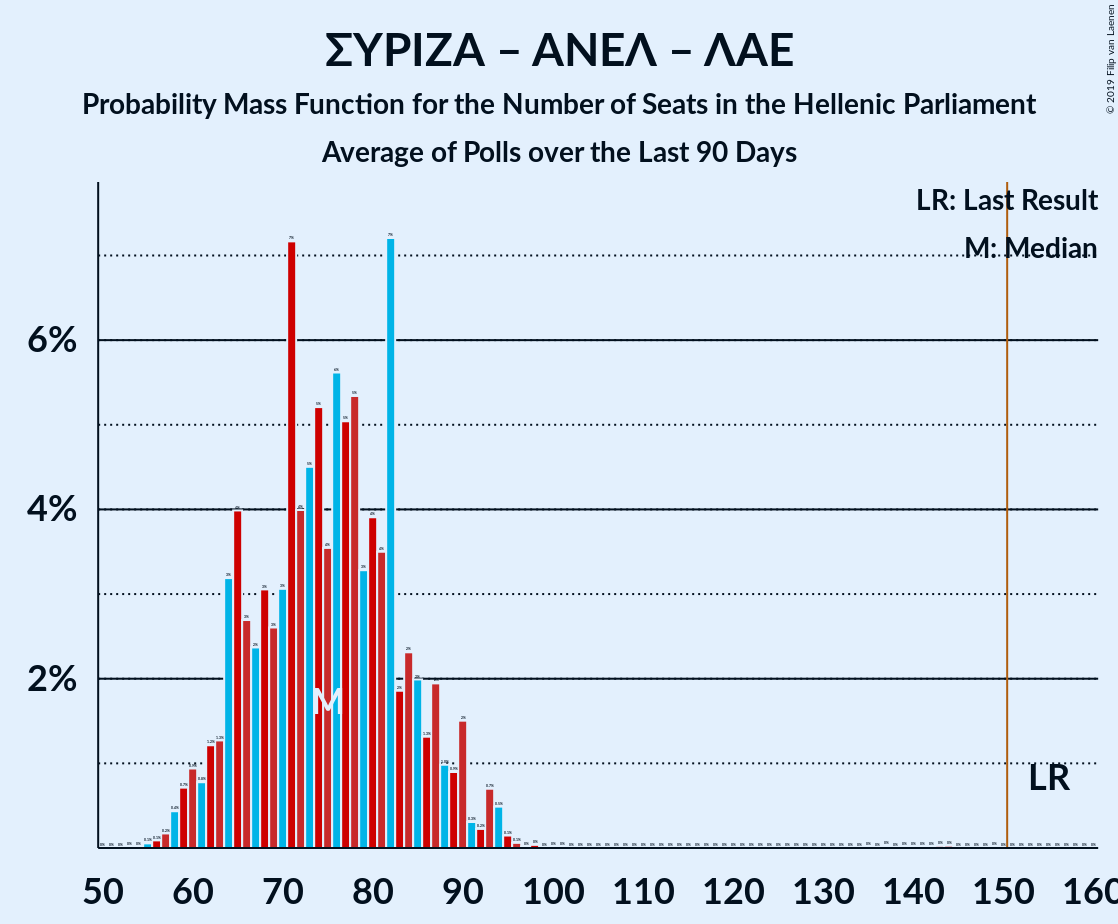 ΣΥΡΙΖΑ – ΑΝΕΛ – ΛΑΕ
Probability Mass Function for the Number of Seats in the Hellenic Parliament
Average of Polls over the Last 90 Days
© 2019 Filip van Laenen
LR: Last Result
M: Median
6%
4%
2%
M
LR
50 60 70 80 90 100 110 120 130 140 150 160